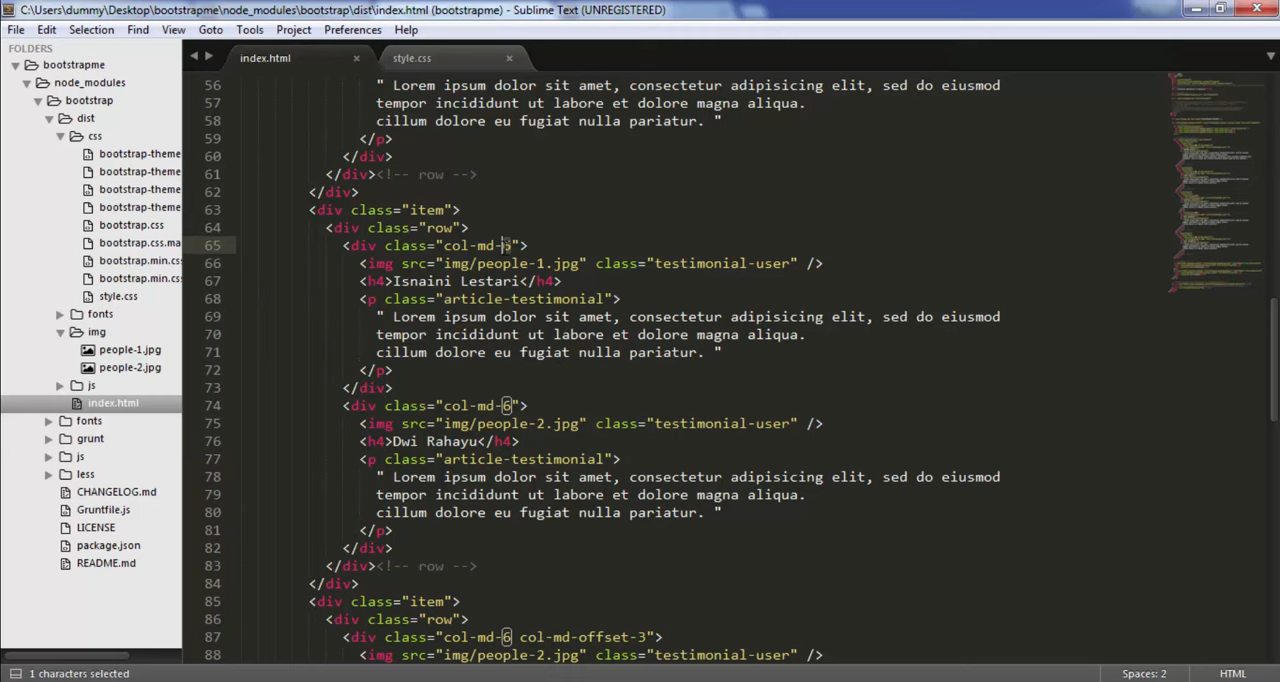 C:\Users\dummy\Desktop\bootstrapme\node_modules\bootstrap\dist\index.html (bootstrapme) - Sublime Text (UNREGISTERED)
File Edit Selection Find View Goto Tools Project Preferences Help
FOLDERS
bootstrapme
node_modules
bootstrap
dist
css
bootstrap-theme
bootstrap-theme
bootstrap-theme
bootstrap-theme
bootstrap.css
bootstrap.css.ma
bootstrap.min.cs
bootstrap.min.cs
style.css
fonts
img
people-1.jpg
people-2.jpg
js
index.html
fonts
grunt
js
less
CHANGELOG.md
Gruntfile.js
LICENSE
package.json
README.md
index.html style.css
56 " Lorem ipsum dolor sit amet, consectetur adipisicing elit, sed do eiusmod
57 tempor incididunt ut labore et dolore magna aliqua.
58 cillum dolore eu fugiat nulla pariatur. "
59 </p>
60 </div>
61 </div><!-- row -->
62 </div>
63 <div class="item">
64 <div class="row">
65 <div class="col-md-">
66 <img src="img/people-1.jpg" class="testimonial-user" />
67 <h4>Isnaini Lestari</h4>
68 <p class="article-testimonial">
69 " Lorem ipsum dolor sit amet, consectetur adipisicing elit, sed do eiusmod
70 tempor incididunt ut labore et dolore magna aliqua.
71 cillum dolore eu fugiat nulla pariatur. "
72 </p>
73 </div>
74 <div class="col-md-6">
75 <img src="img/people-2.jpg" class="testimonial-user" />
76 <h4>Dwi Rahayu</h4>
77 <p class="article-testimonial">
78 " Lorem ipsum dolor sit amet, consectetur adipisicing elit, sed do eiusmod
79 tempor incididunt ut labore et dolore magna aliqua.
80 cillum dolore eu fugiat nulla pariatur. "
81 </p>
82 </div>
83 </div><!-- row -->
84 </div>
85 <div class="item">
86 <div class="row">
87 <div class="col-md-6 col-md-offset-3">
88 <img src="img/people-2.jpg" class="testimonial-user" />
1 characters selected Spaces: 2 HTML